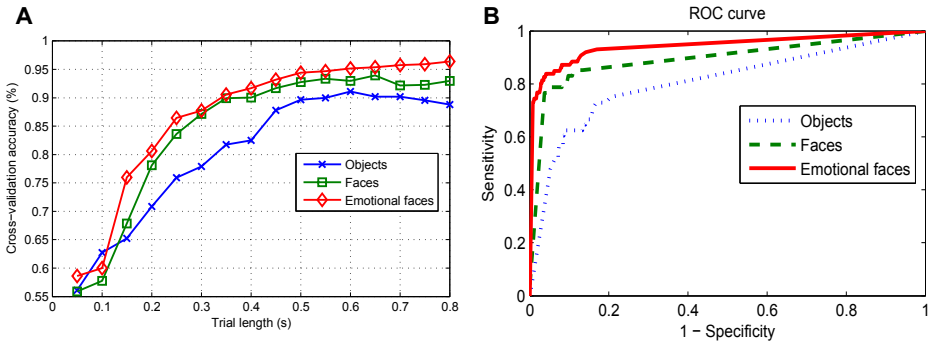 A
Cross−validation accuracy (%)
1
0.95
0.9
0.85
0.8
0.75
0.7
0.65
0.6
0.55
0 0.1 0.2 0.3 0.4 0.5 0.6 0.7 0.8
Trial length (s)
Objects
Faces
Emotional faces
B
ROC curve
Sensitivity
1
0.8
0.6
0.4
0.2
0
0 0.2 0.4 0.6 0.8 1
1 − Specificity
Objects
Faces
Emotional faces